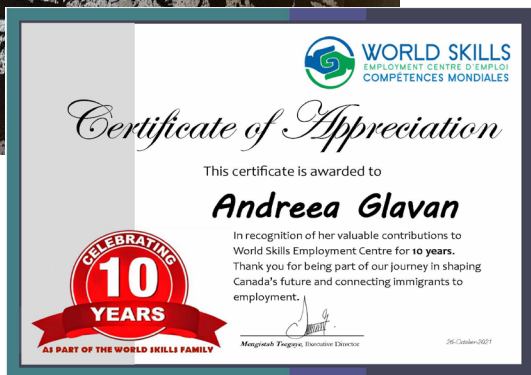 WORLD SKILLS
EMPLOYMENT CENTRE D'EMPLOI
COMPÉTENCES MONDIALES
Certificate of Appreciation
This certificate is awarded to
Andreea Glavan
In recognition of her valuable contributions to
World Skills Employment Centre for 10 years.
Thank you for being part of our journey in shaping
Canada's future and connecting immigrants to
employment.
CELEBRATING
10
YEARS
AS PART OF THE WORLD SKILLS FAMILY
Mengistab Tsegaye, Executive Director
26-October-2021